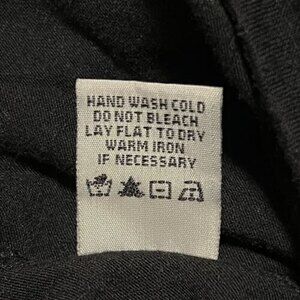 HAND WASH COLD
DO NOT BLEACH
LAY FLAT TO DRY
WARM IRON
IF NECESSARY